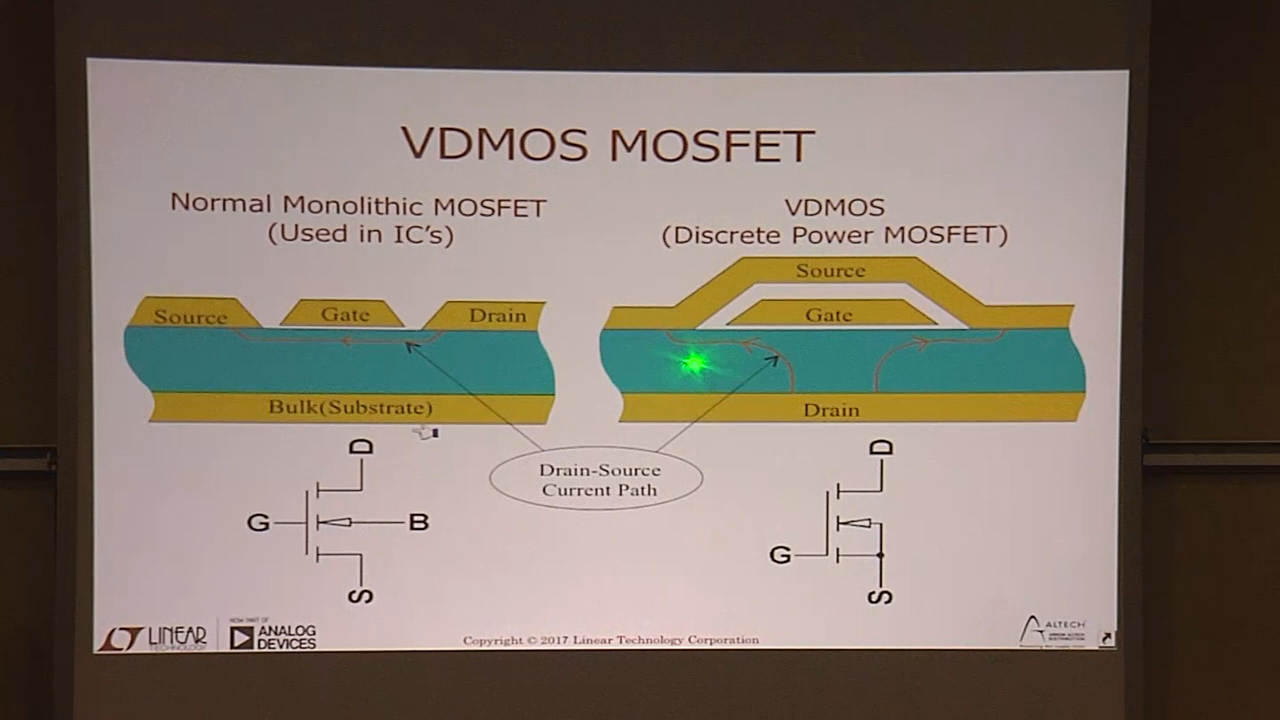 VDMOS MOSFET
Normal Monolithic MOSFET
(Used in IC's)
VDMOS
(Discrete Power MOSFET)
Source
Gate
Drain
Bulk(Substrate)
Source
Gate
Drain
Drain-Source
Current Path
D
G
B
S
D
G
S
LINEAR
TECHNOLOGY
NOW PART OF
ANALOG
DEVICES
Copyright © 2017 Linear Technology Corporation
ALTECH